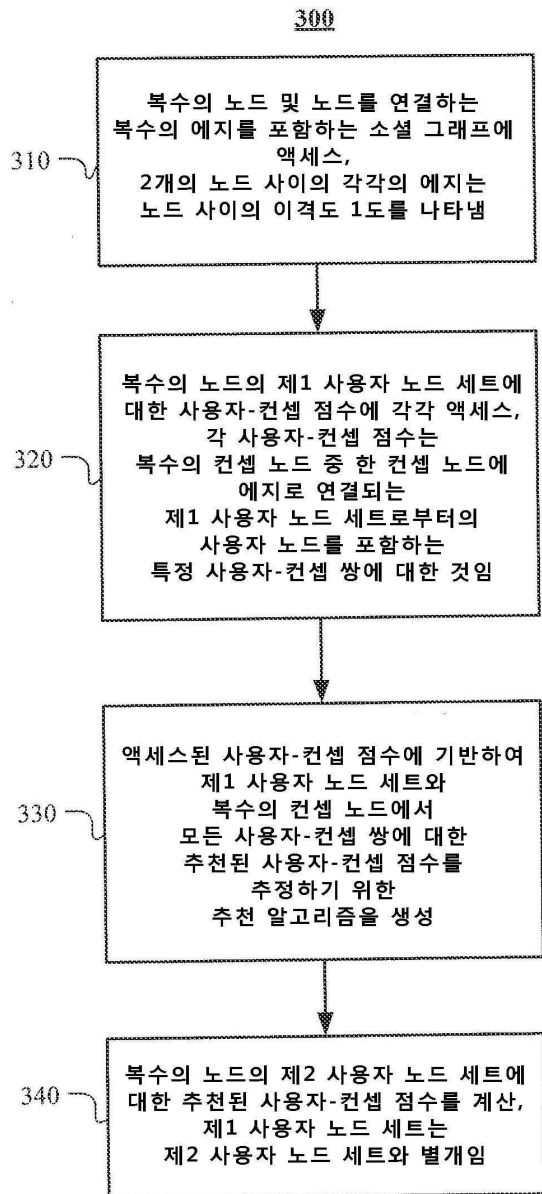 300
복수의 노드 및 노드를 연결하는
복수의 에지를 포함하는 소셜 그래프에
액세스,
2개의 노드 사이의 각각의 에지는
노드 사이의 이격도 1도를 나타냄
310
복수의 노드의 제1 사용자 노드 세트에
대한 사용자-컨셉 점수에 각각 액세스,
각 사용자-컨셉 점수는
복수의 컨셉 노드 중 한 컨셉 노드에
에지로 연결되는
제1 사용자 노드 세트로부터의
사용자 노드를 포함하는
특정 사용자-컨셉 쌍에 대한 것임
320
액세스된 사용자-컨셉 점수에 기반하여
제1 사용자 노드 세트와
복수의 컨셉 노드에서
모든 사용자-컨셉 쌍에 대한
추천된 사용자-컨셉 점수를
추정하기 위한
추천 알고리즘을 생성
330
복수의 노드의 제2 사용자 노드 세트에
대한 추천된 사용자-컨셉 점수를 계산,
제1 사용자 노드 세트는
제2 사용자 노드 세트와 별개임
340